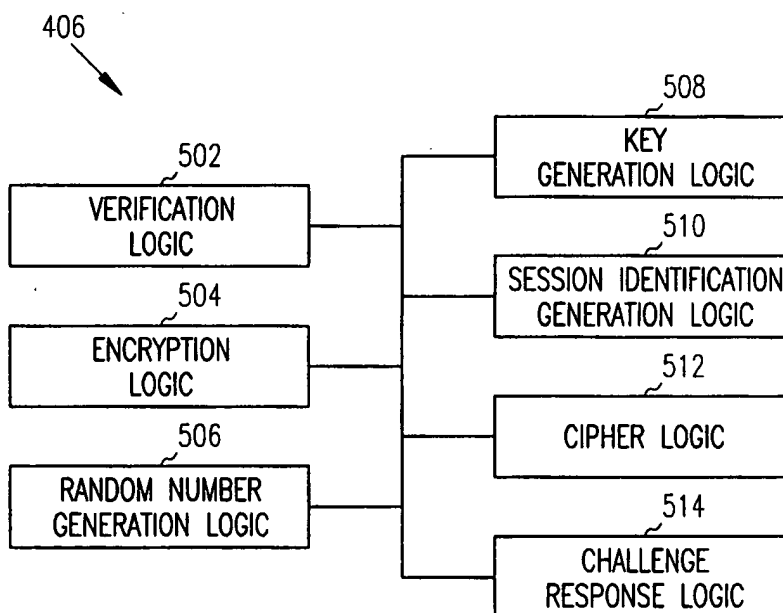 406
502
VERIFICATION
LOGIC
504
ENCRYPTION
LOGIC
506
RANDOM NUMBER
GENERATION LOGIC
508
KEY
GENERATION LOGIC
510
SESSION IDENTIFICATION
GENERATION LOGIC
512
CIPHER LOGIC
514
CHALLENGE
RESPONSE LOGIC